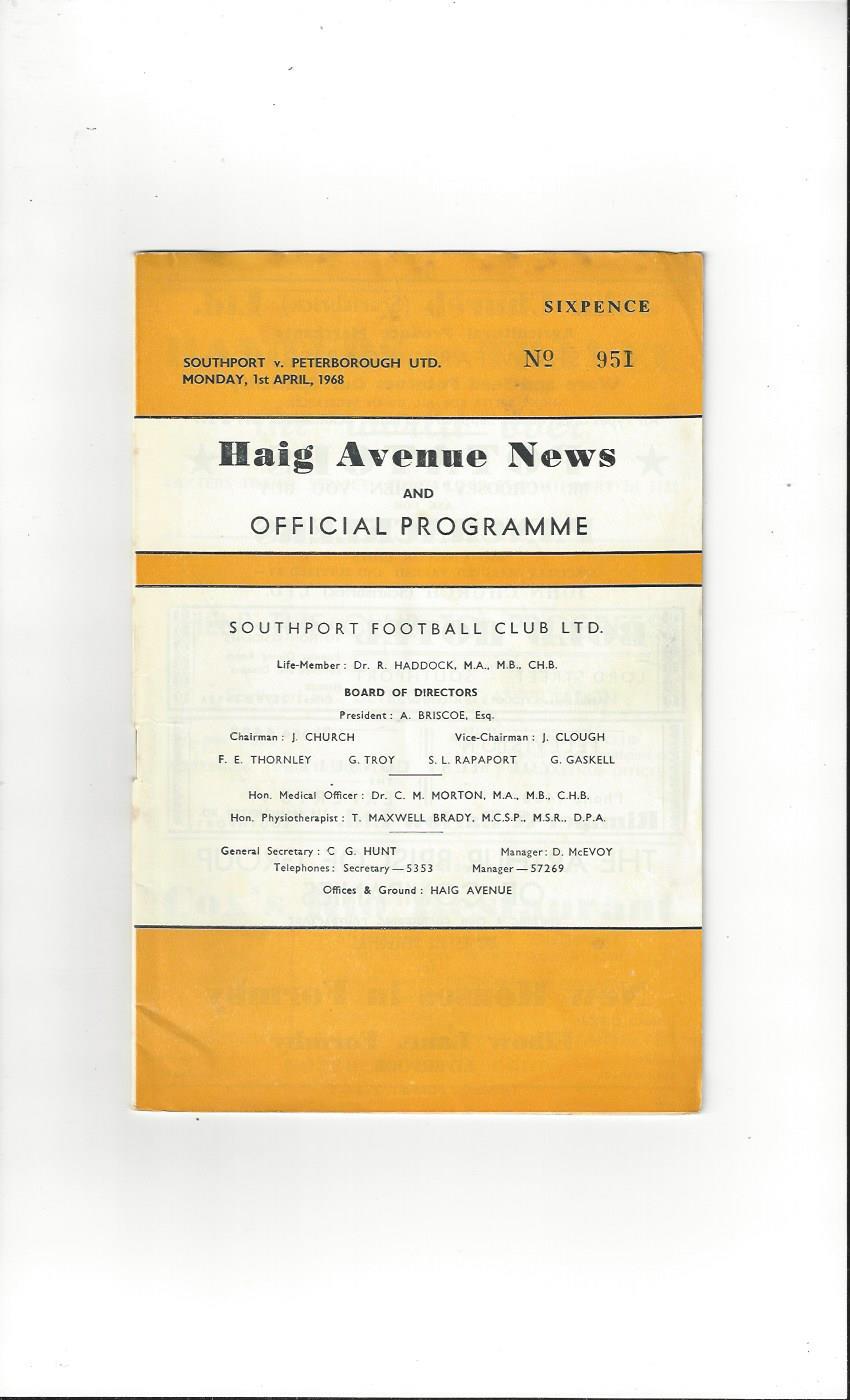 SIXPENCE
SOUTHPORT v. PETERBOROUGH UTD. Nº 951
MONDAY, 1st APRIL, 1968
Haig Avenue News
AND
OFFICIAL PROGRAMME
SOUTHPORT FOOTBALL CLUB LTD.
Life-Member : Dr. R. HADDOCK, M.A., M.B., CH.B.
BOARD OF DIRECTORS
President : A. BRISCOE, Esq.
Chairman : J. CHURCH Vice-Chairman : J. CLOUGH
F. E. THORNLEY G. TROY S. L. RAPAPORT G. GASKELL
Hon. Medical Officer : Dr. C. M. MORTON, M.A., M.B., C.H.B.
Hon. Physiotherapist : T. MAXWELL BRADY, M.C.S.P., M.S.R., D.P.A.
General Secretary : C G. HUNT Manager : D. McEVOY
Telephones : Secretary—5353 Manager—57269
Offices & Ground : HAIG AVENUE